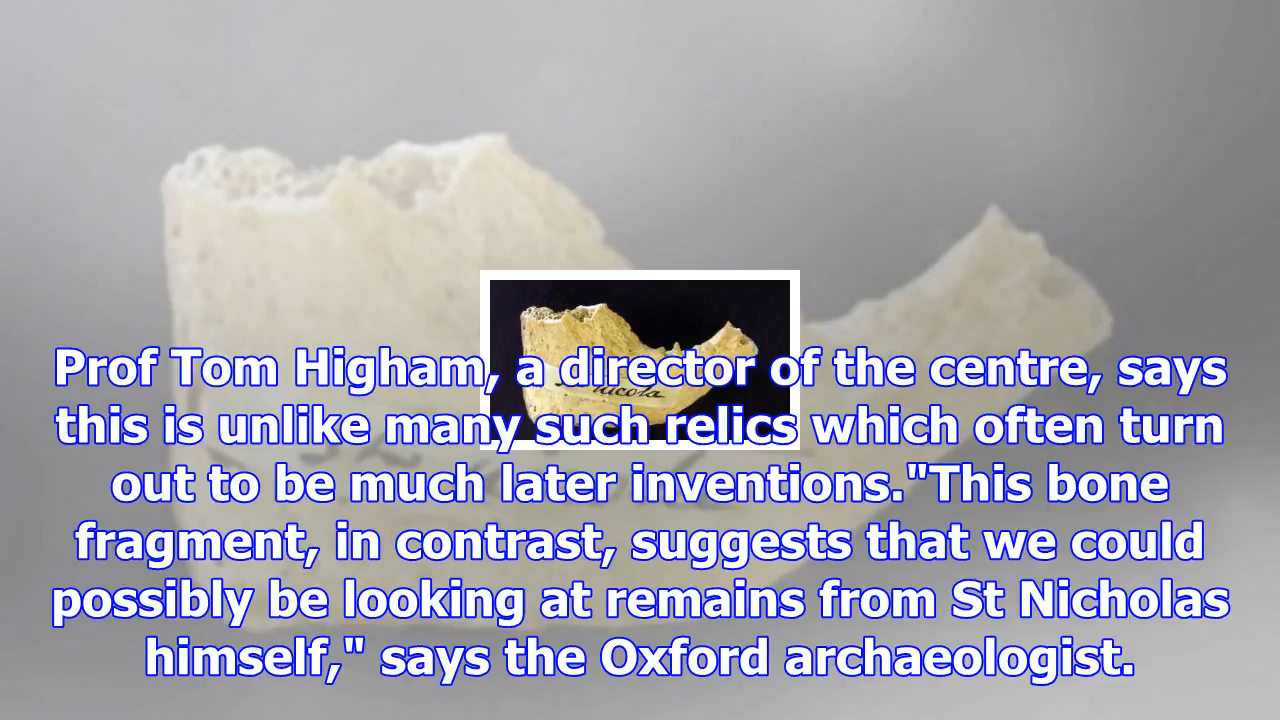 Prof Tom Higham, a director of the centre, says
this is unlike many such relics which often turn
out to be much later inventions."This bone
fragment, in contrast, suggests that we could
possibly be looking at remains from St Nicholas
himself," says the Oxford archaeologist.